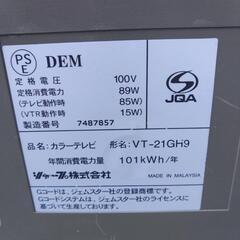 PSE DEM
定格電圧 100V
定格消費電力 89W
(テレビ動作時 85W)
(VTR動作時 15W)
製造番号 7487857
JQA
品名:カラーテレビ 形名:VT-21GH9
年間消費電力量 101kWh/年
シャープ株式会社 MADE IN MALAYSIA
Gコードは、ジェムスター社の登録商標です。
Gコードシステムは、ジェムスター社のライセンス
に基づいて生産しております。